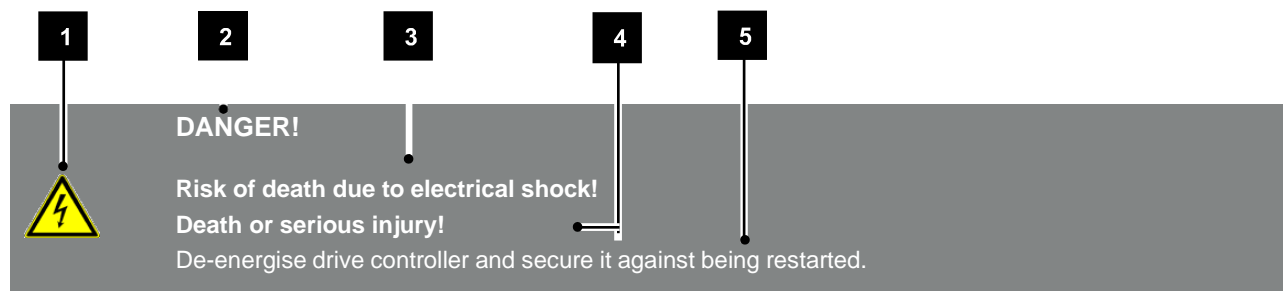 1 2 3 4 5
DANGER!
Risk of death due to electrical shock!
Death or serious injury!
De-energise drive controller and secure it against being restarted.